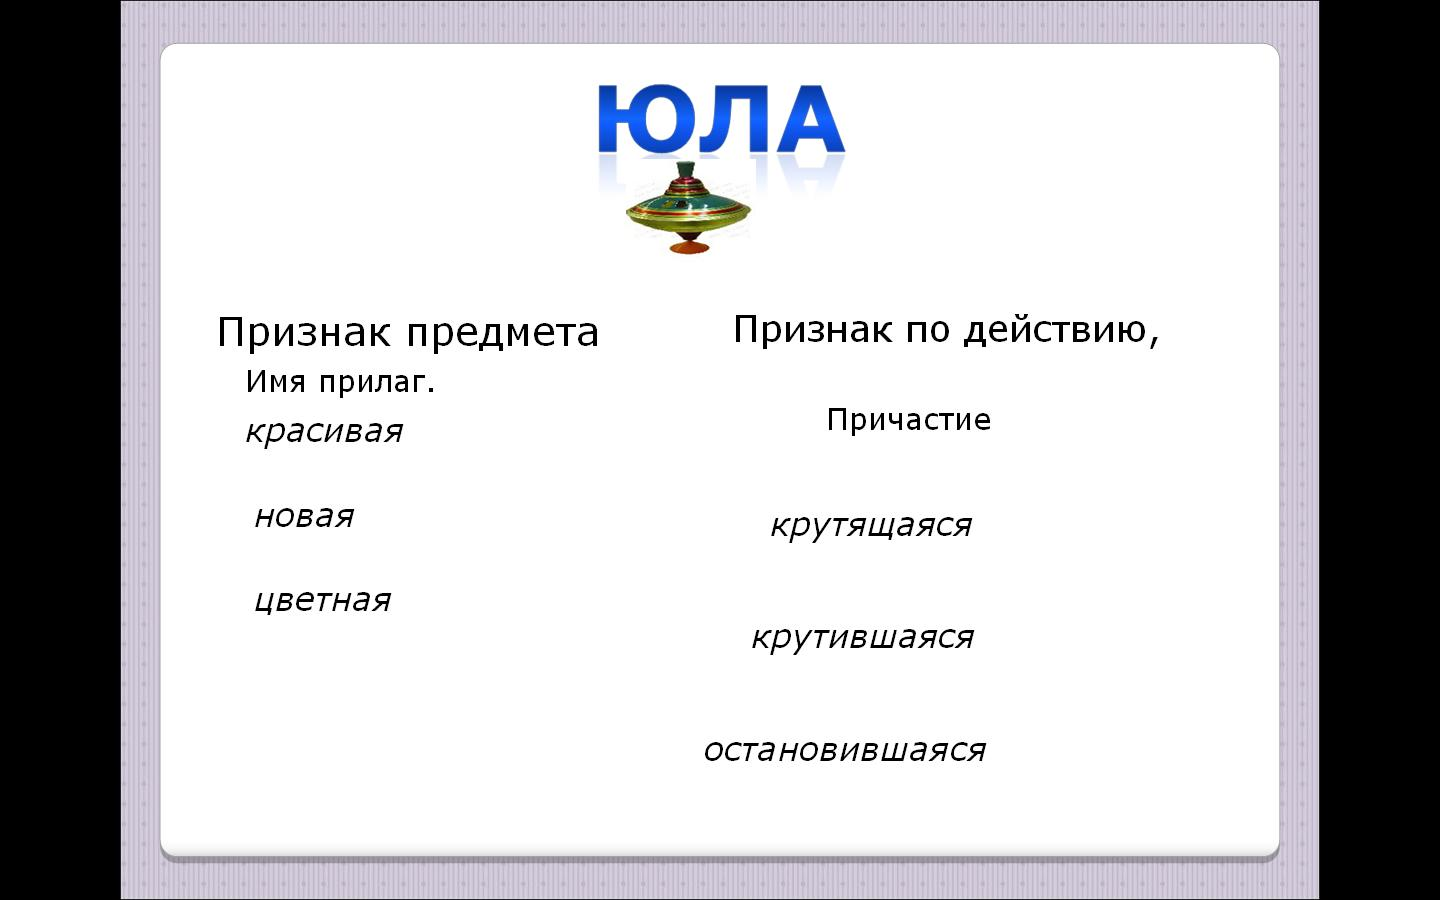 ЮЛА
Признак предмета
Имя прилаг.
красивая
новая
цветная
Признак по действию,
Причастие
крутящаяся
крутившаяся
остановившаяся